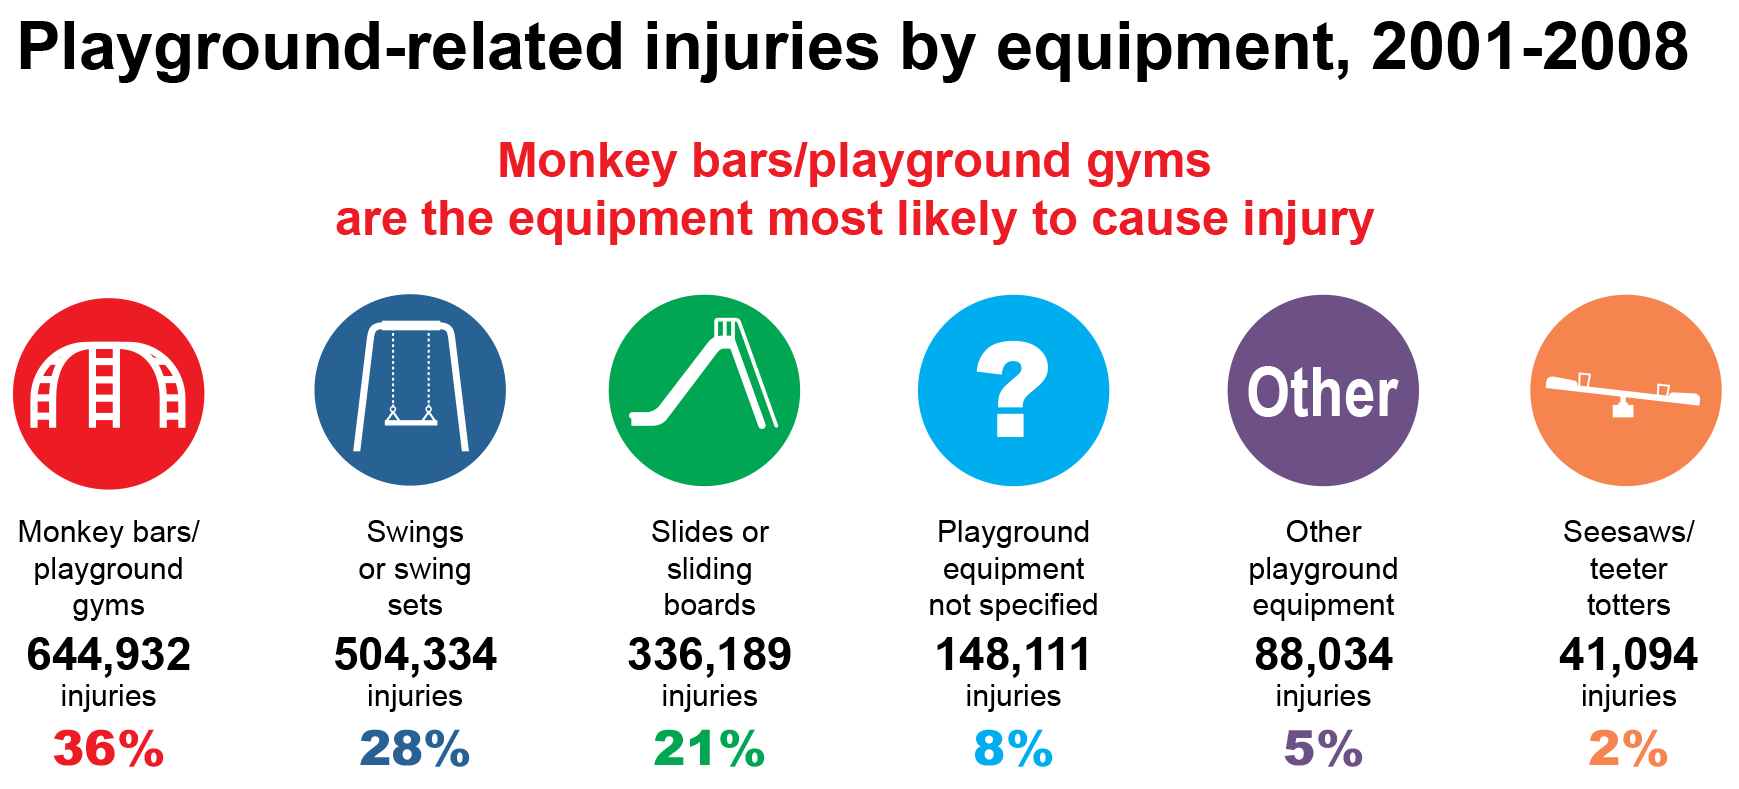 Playground-related injuries by equipment, 2001-2008
Monkey bars/playground gyms
are the equipment most likely to cause injury
?
Other
Monkey bars/
playground
gyms
644,932
injuries
36%
Swings
or swing
sets
504,334
injuries
28%
Slides or
sliding
boards
336,189
injuries
21%
Playground
equipment
not specified
148,111
injuries
8%
Other
playground
equipment
88,034
injuries
5%
Seesaws/
teeter
totters
41,094
injuries
2%